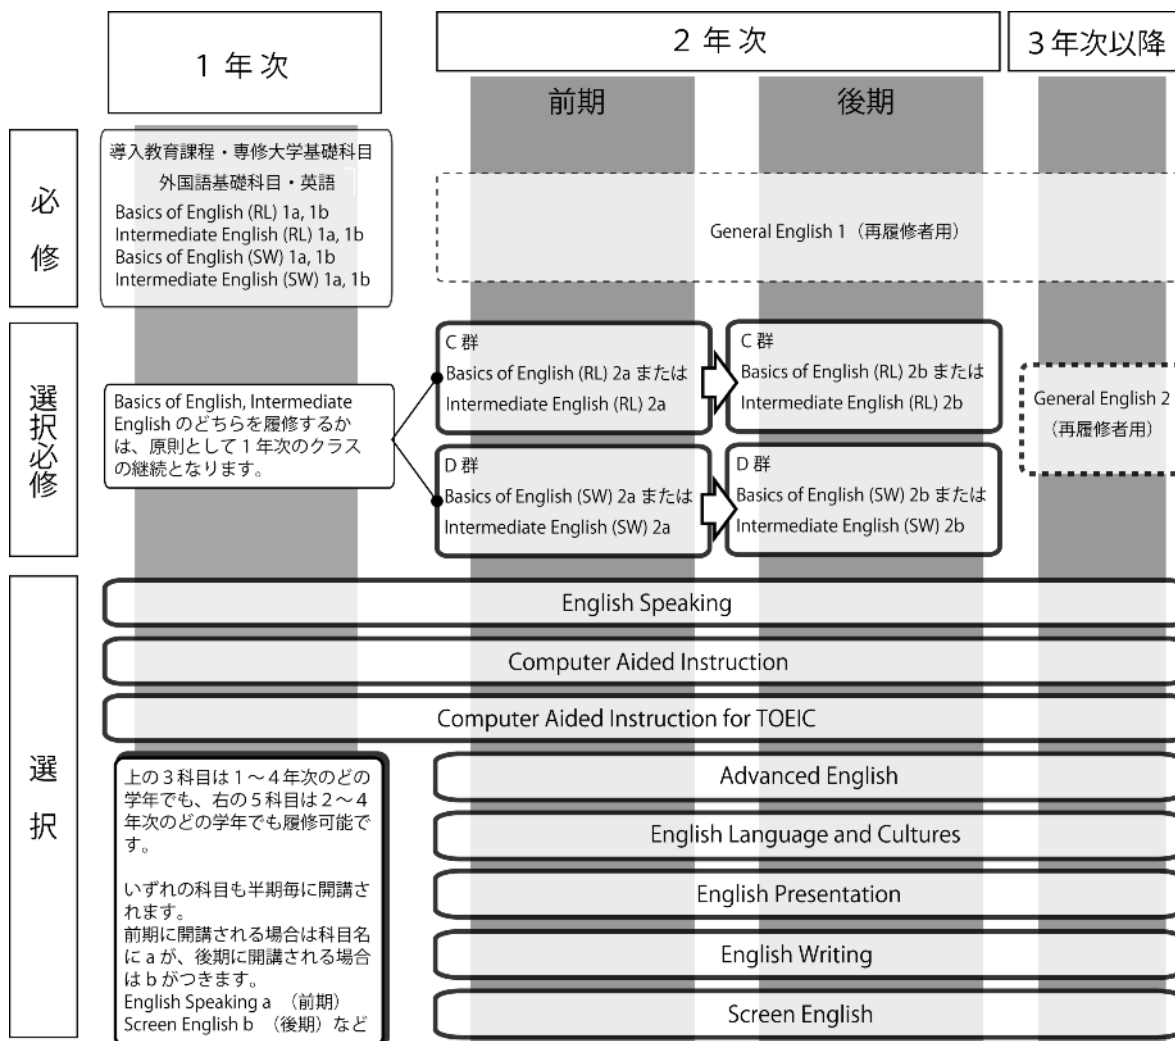 1 年 次
2 年 次
3 年次以降
前期
後期
必修
導入教育課程・専修大学基礎科目
外国語基礎科目・英語
Basics of English (RL) 1a, 1b
Intermediate English (RL) 1a, 1b
Basics of English (SW) 1a, 1b
Intermediate English (SW) 1a, 1b
General English 1（再履修者用）
選択必修
Basics of English, Intermediate
English のどちらを履修するか
は、原則として 1 年次のクラス
の継続となります。
C 群
Basics of English (RL) 2a または
Intermediate English (RL) 2a
C 群
Basics of English (RL) 2b または
Intermediate English (RL) 2b
D 群
Basics of English (SW) 2a または
Intermediate English (SW) 2a
D 群
Basics of English (SW) 2b または
Intermediate English (SW) 2b
General English 2
（再履修者用）
選択
English Speaking
Computer Aided Instruction
Computer Aided Instruction for TOEIC
上の 3 科目は 1～4 年次のどの
学年でも、右の 5 科目は 2～4
年次のどの学年でも履修可能で
す。
いずれの科目も半期毎に開講さ
れます。
前期に開講される場合は科目名
に a が、後期に開講される場合
は b がつきます。
English Speaking a （前期）
Screen English b （後期）など
Advanced English
English Language and Cultures
English Presentation
English Writing
Screen English